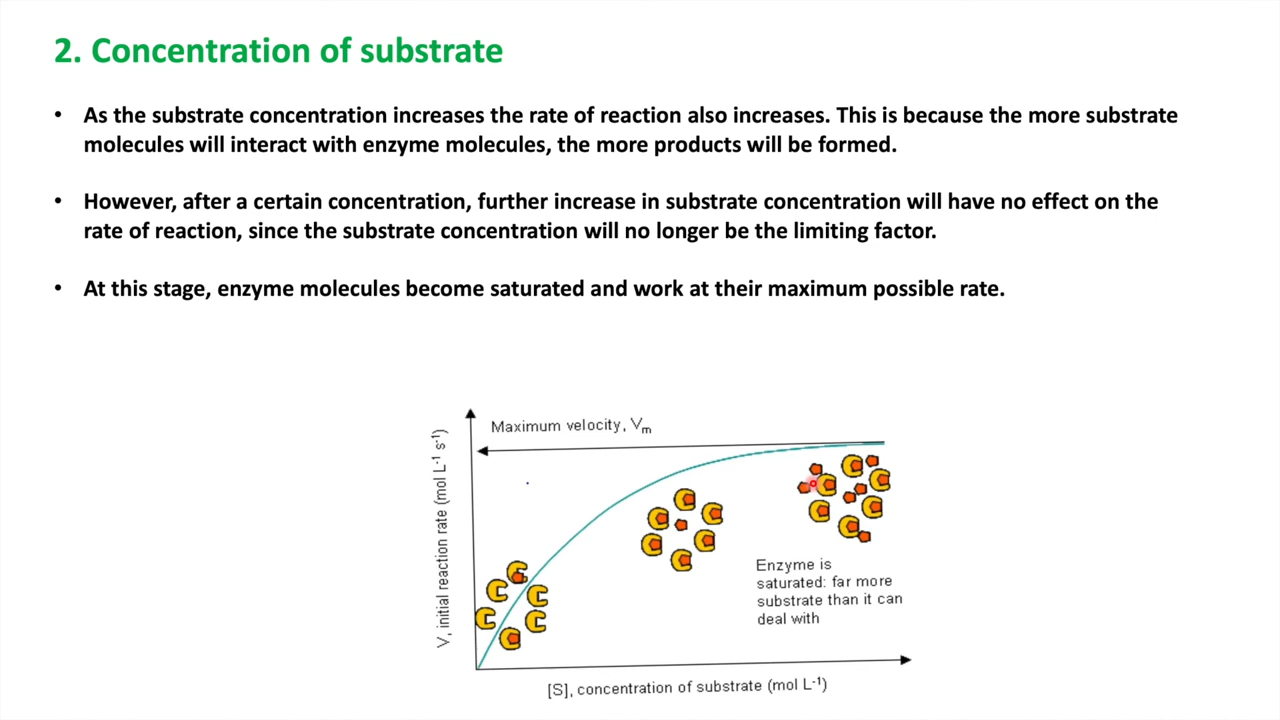 2. Concentration of substrate
• As the substrate concentration increases the rate of reaction also increases. This is because the more substrate
molecules will interact with enzyme molecules, the more products will be formed.
• However, after a certain concentration, further increase in substrate concentration will have no effect on the
rate of reaction, since the substrate concentration will no longer be the limiting factor.
• At this stage, enzyme molecules become saturated and work at their maximum possible rate.
Maximum velocity, Vm
V, initial reaction rate (mol L⁻¹ s⁻¹)
Enzyme is
saturated: far more
substrate than it can
deal with
[S], concentration of substrate (mol L⁻¹)